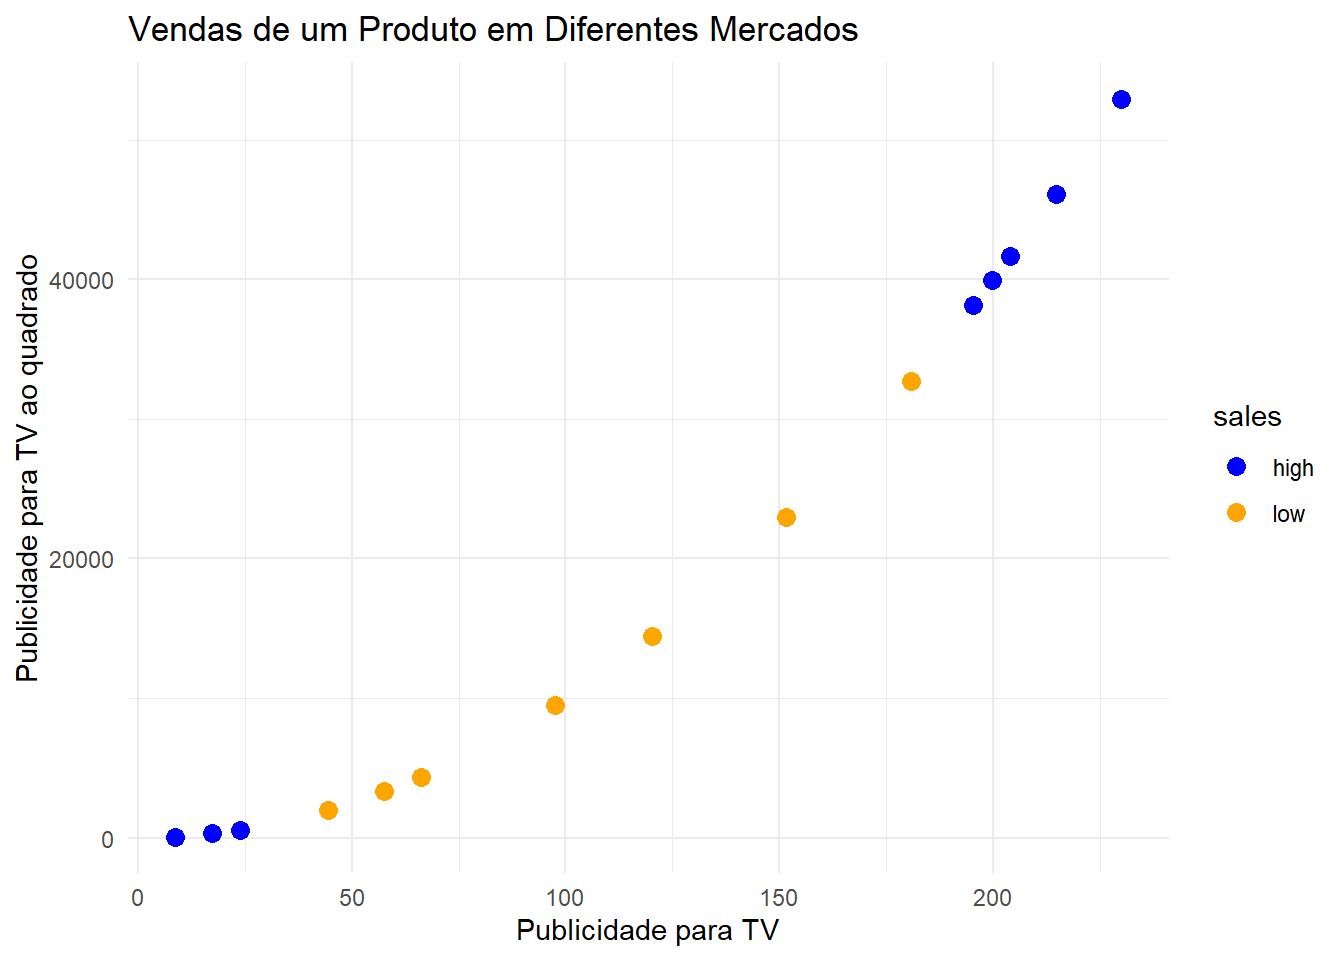 Vendas de um Produto em Diferentes Mercados
Publicidade para TV ao quadrado
40000
20000
0
0
50
100
150
200
Publicidade para TV
sales
high
low